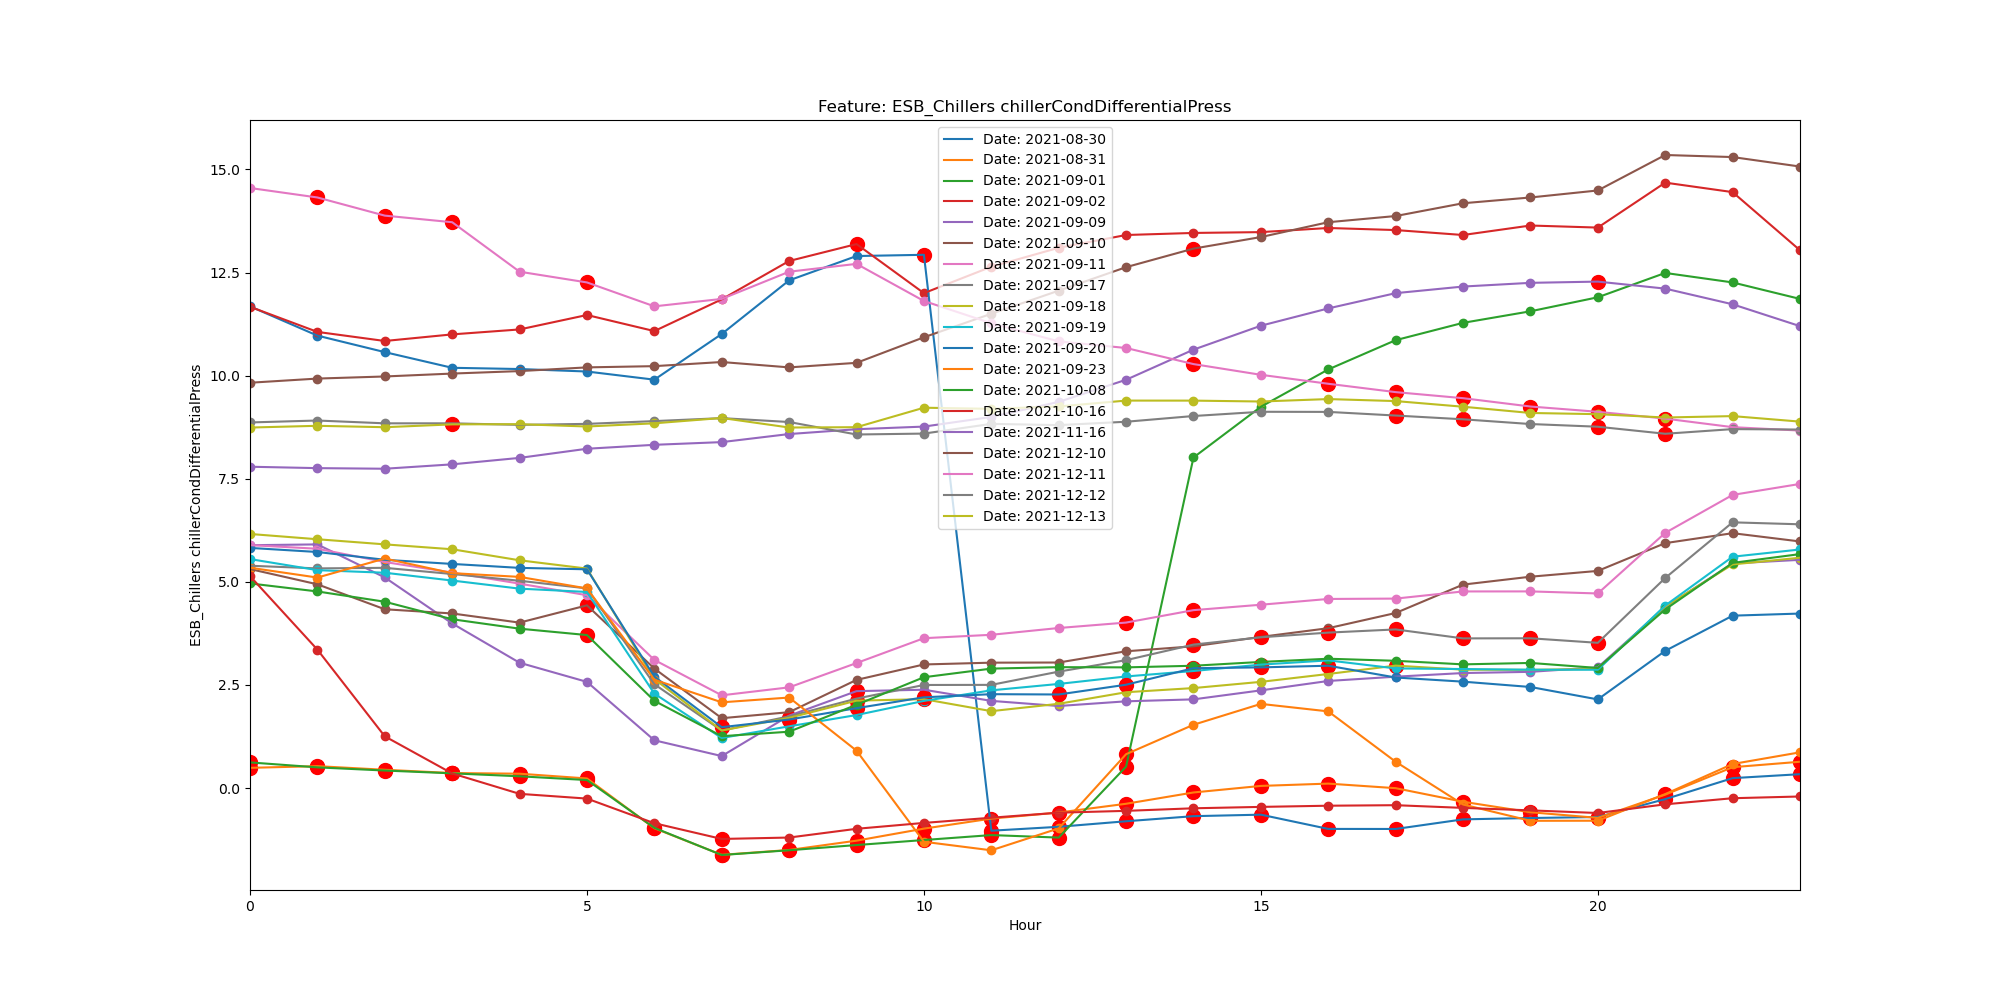 Feature: ESB_Chillers chillerCondDifferentialPress
Date: 2021-08-30
Date: 2021-08-31
Date: 2021-09-01
Date: 2021-09-02
Date: 2021-09-09
Date: 2021-09-10
Date: 2021-09-11
Date: 2021-09-17
Date: 2021-09-18
Date: 2021-09-19
Date: 2021-09-20
Date: 2021-09-23
Date: 2021-10-08
Date: 2021-10-16
Date: 2021-11-16
Date: 2021-12-10
Date: 2021-12-11
Date: 2021-12-12
Date: 2021-12-13
ESB_Chillers chillerCondDifferentialPress
15.0
12.5
10.0
7.5
5.0
2.5
0.0
0 5 10 15 20
Hour